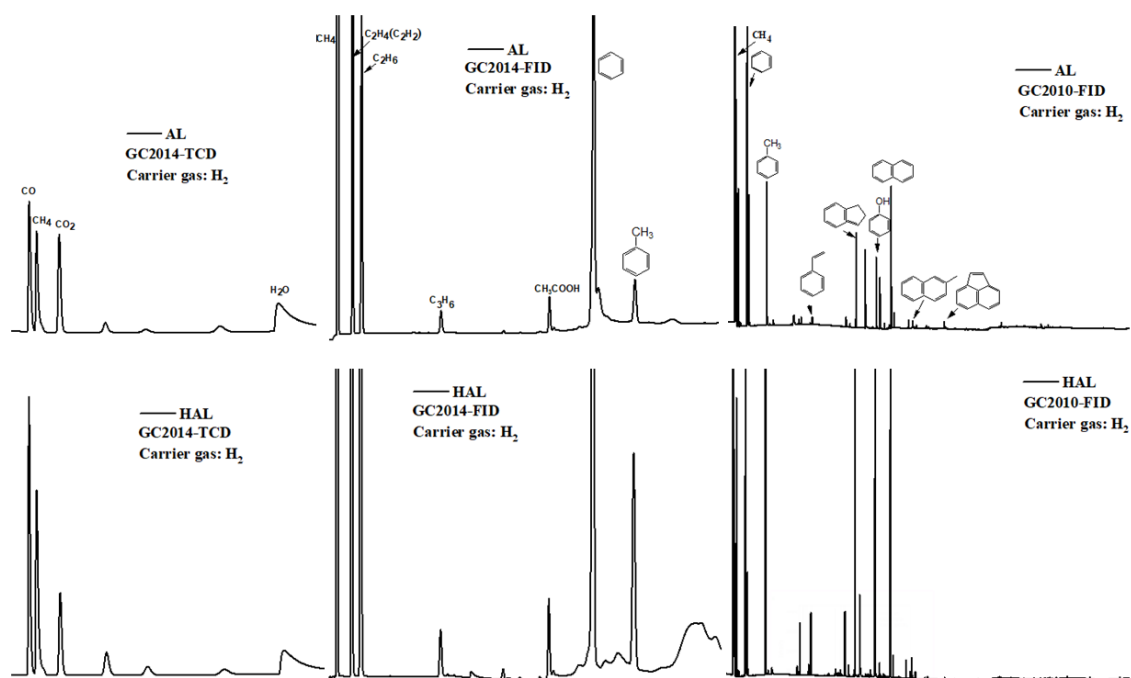 CO
CH4
CO2
H2O
AL
GC2014-TCD
Carrier gas: H2
CH4
C2H4(C2H2)
C2H6
AL
GC2014-FID
Carrier gas: H2
C3H6
CH3COOH
CH3
CH4
AL
GC2010-FID
Carrier gas: H2
CH3
OH
HAL
GC2014-TCD
Carrier gas: H2
HAL
GC2014-FID
Carrier gas: H2
HAL
GC2010-FID
Carrier gas: H2